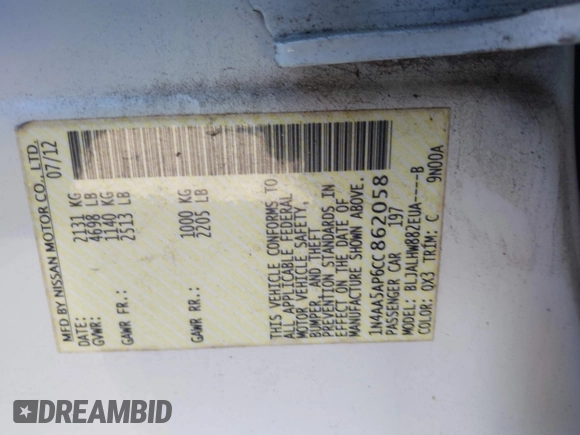 MFD BY NISSAN MOTOR CO., LTD.
DATE: 07/12
GVWR: 2131 KG
4698 LB
GAWR FR.: 1140 KG
2513 LB
GAWR RR.: 1000 KG
2205 LB
THIS VEHICLE CONFORMS TO
ALL APPLICABLE FEDERAL
MOTOR VEHICLE SAFETY,
BUMPER, AND THEFT
PREVENTION STANDARDS IN
EFFECT ON THE DATE OF
MANUFACTURE SHOWN ABOVE.
1N4AA5AP6CC862058
PASSENGER CAR 197
MODEL: BLJALHW882EUA----B
COLOR: QX3 TRIM: C 9N00A
DREAMBID